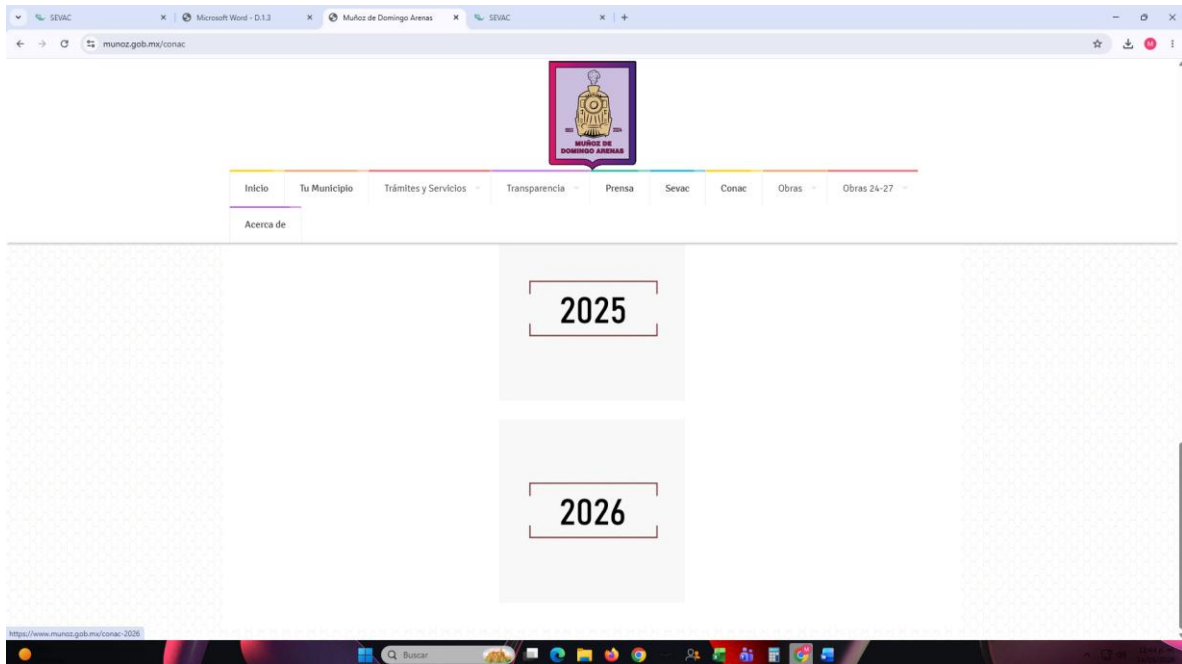 SEVAC
Microsoft Word - D.1.3
Muñoz de Domingo Arenas
SEVAC
munoz.gob.mx/conac
M
MUÑOZ DE
DOMINGO ARENAS
Inicio
Tu Municipio
Trámites y Servicios
Transparencia
Prensa
Sevac
Conac
Obras
Obras 24-27
Acerca de
2025
2026
https://www.munoz.gob.mx/conac-2026
Buscar